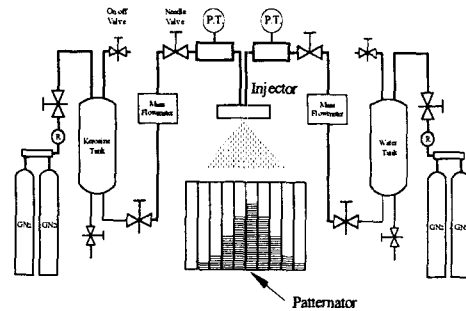 On off
Valve
Needle
Valve
P.T
P.T
Injector
Mass
Flowmeter
Mass
Flowmeter
Kerosine
Tank
Water
Tank
R
R
GN₂
GN₂
GN₂
GN₂
Patternator